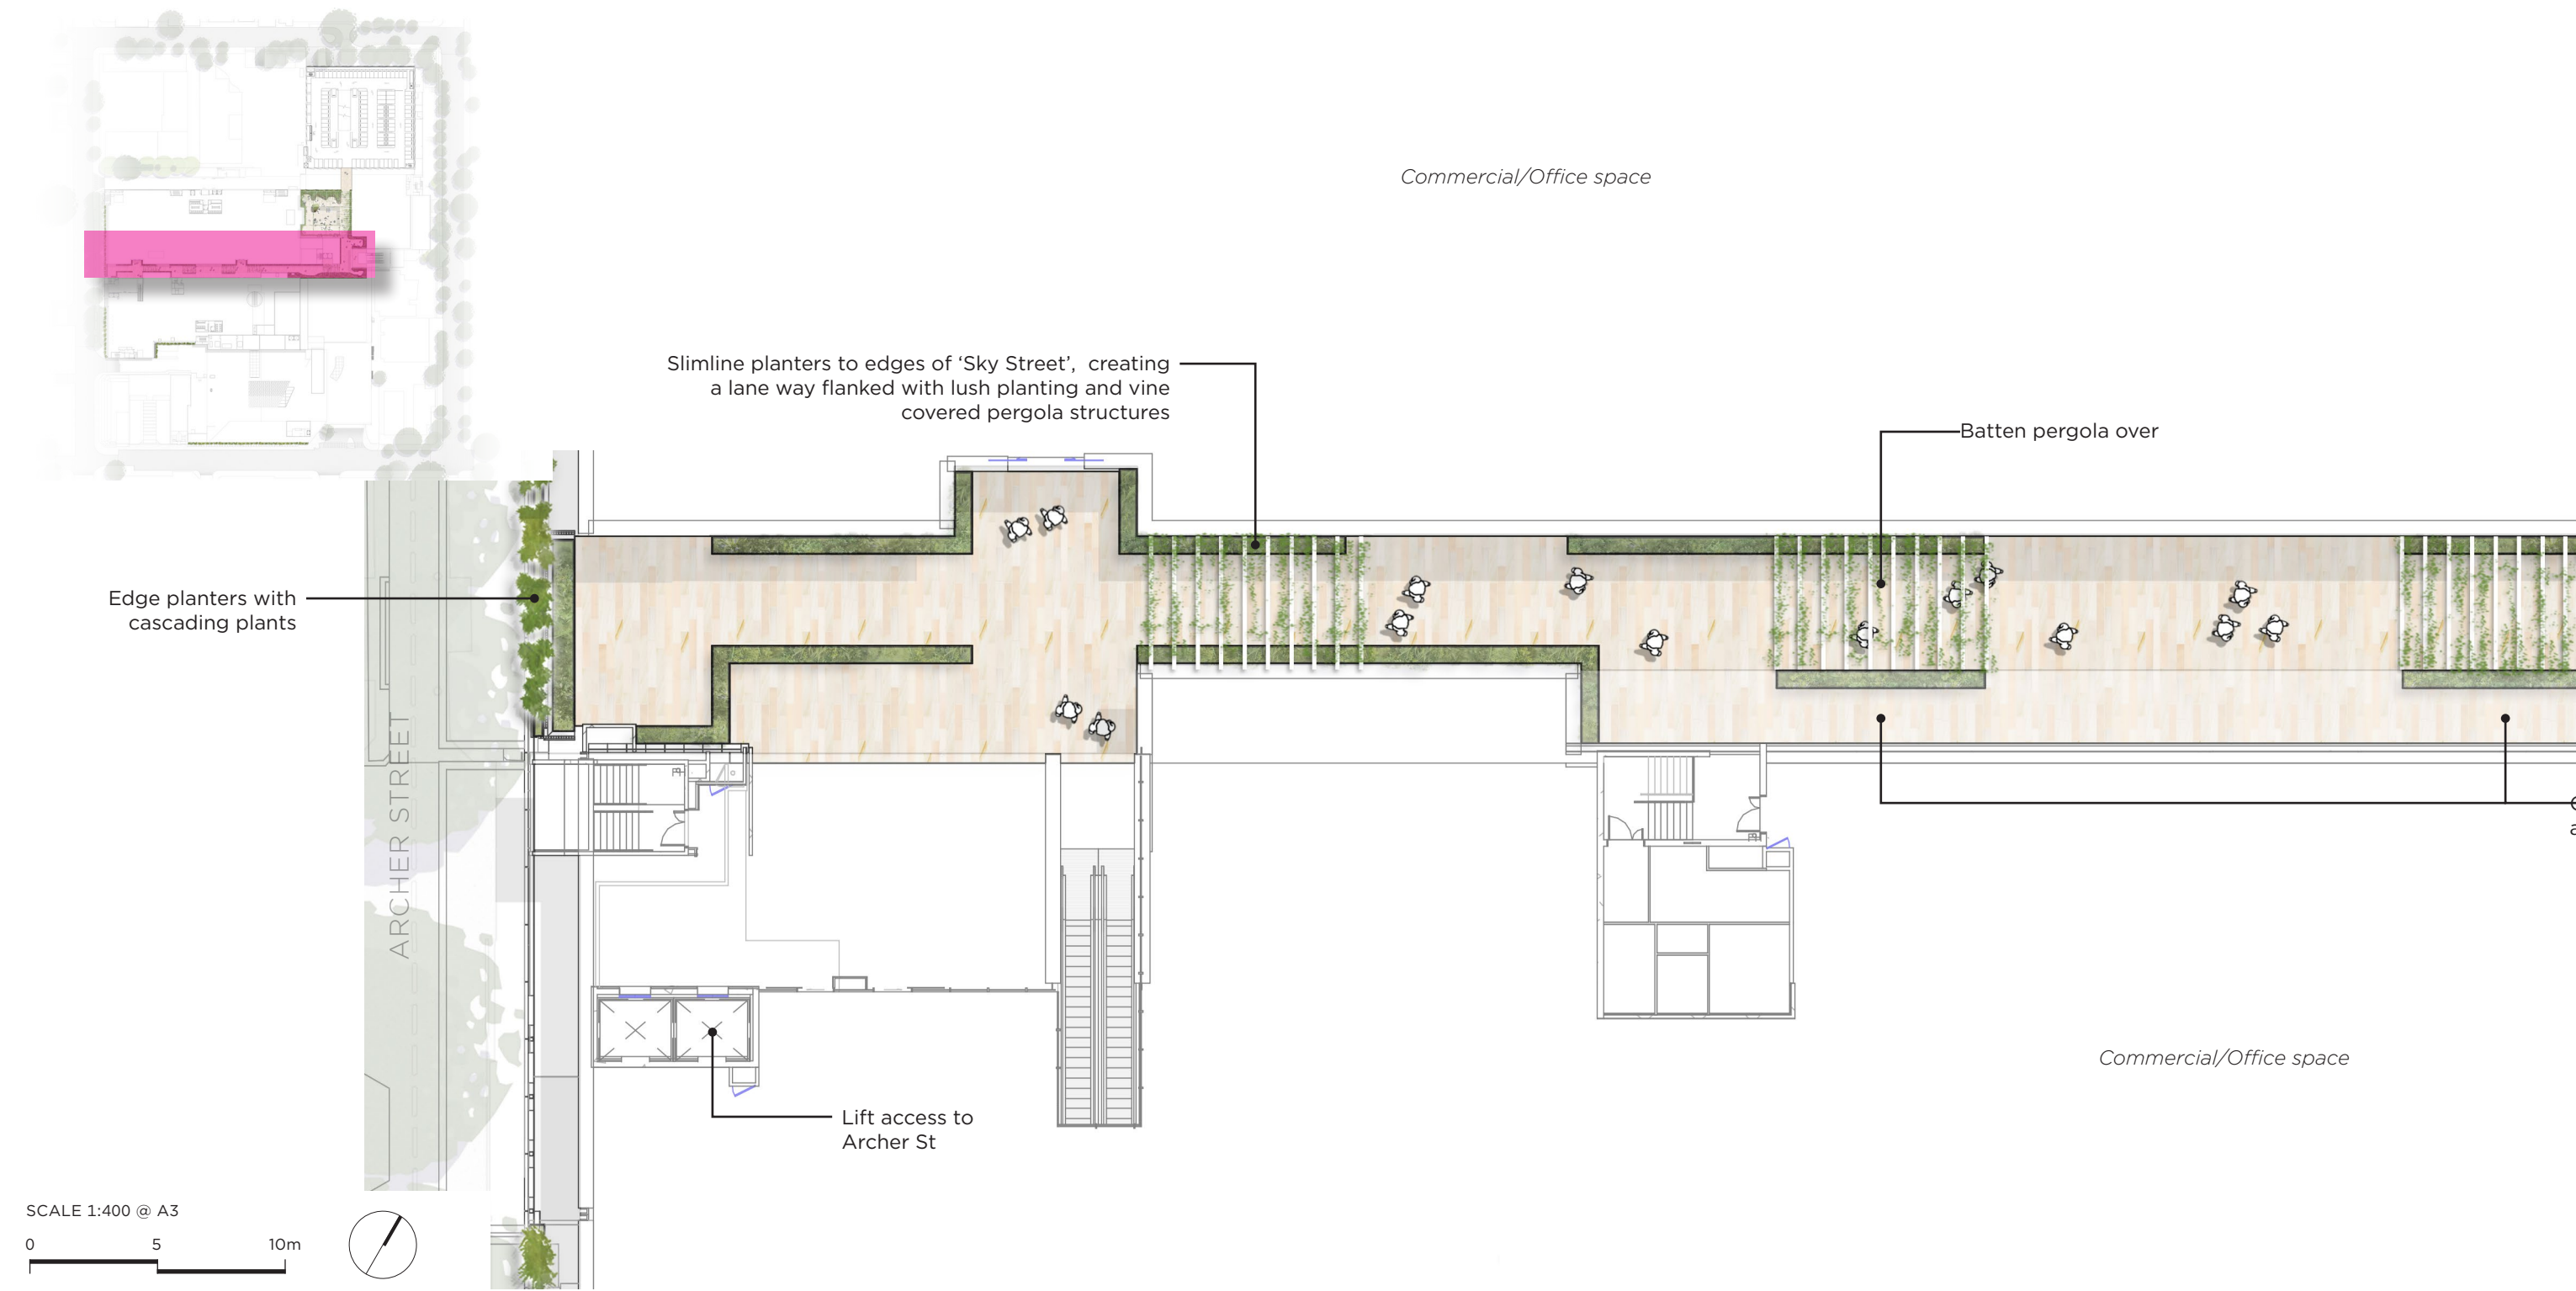 Commercial/Office space
Slimline planters to edges of ‘Sky Street’, creating
a lane way flanked with lush planting and vine
covered pergola structures
Batten pergola over
Edge planters with
cascading plants
ARCHER STREET
Commercial/Office space
Lift access to
Archer St
SCALE 1:400 @ A3
0 5 10m